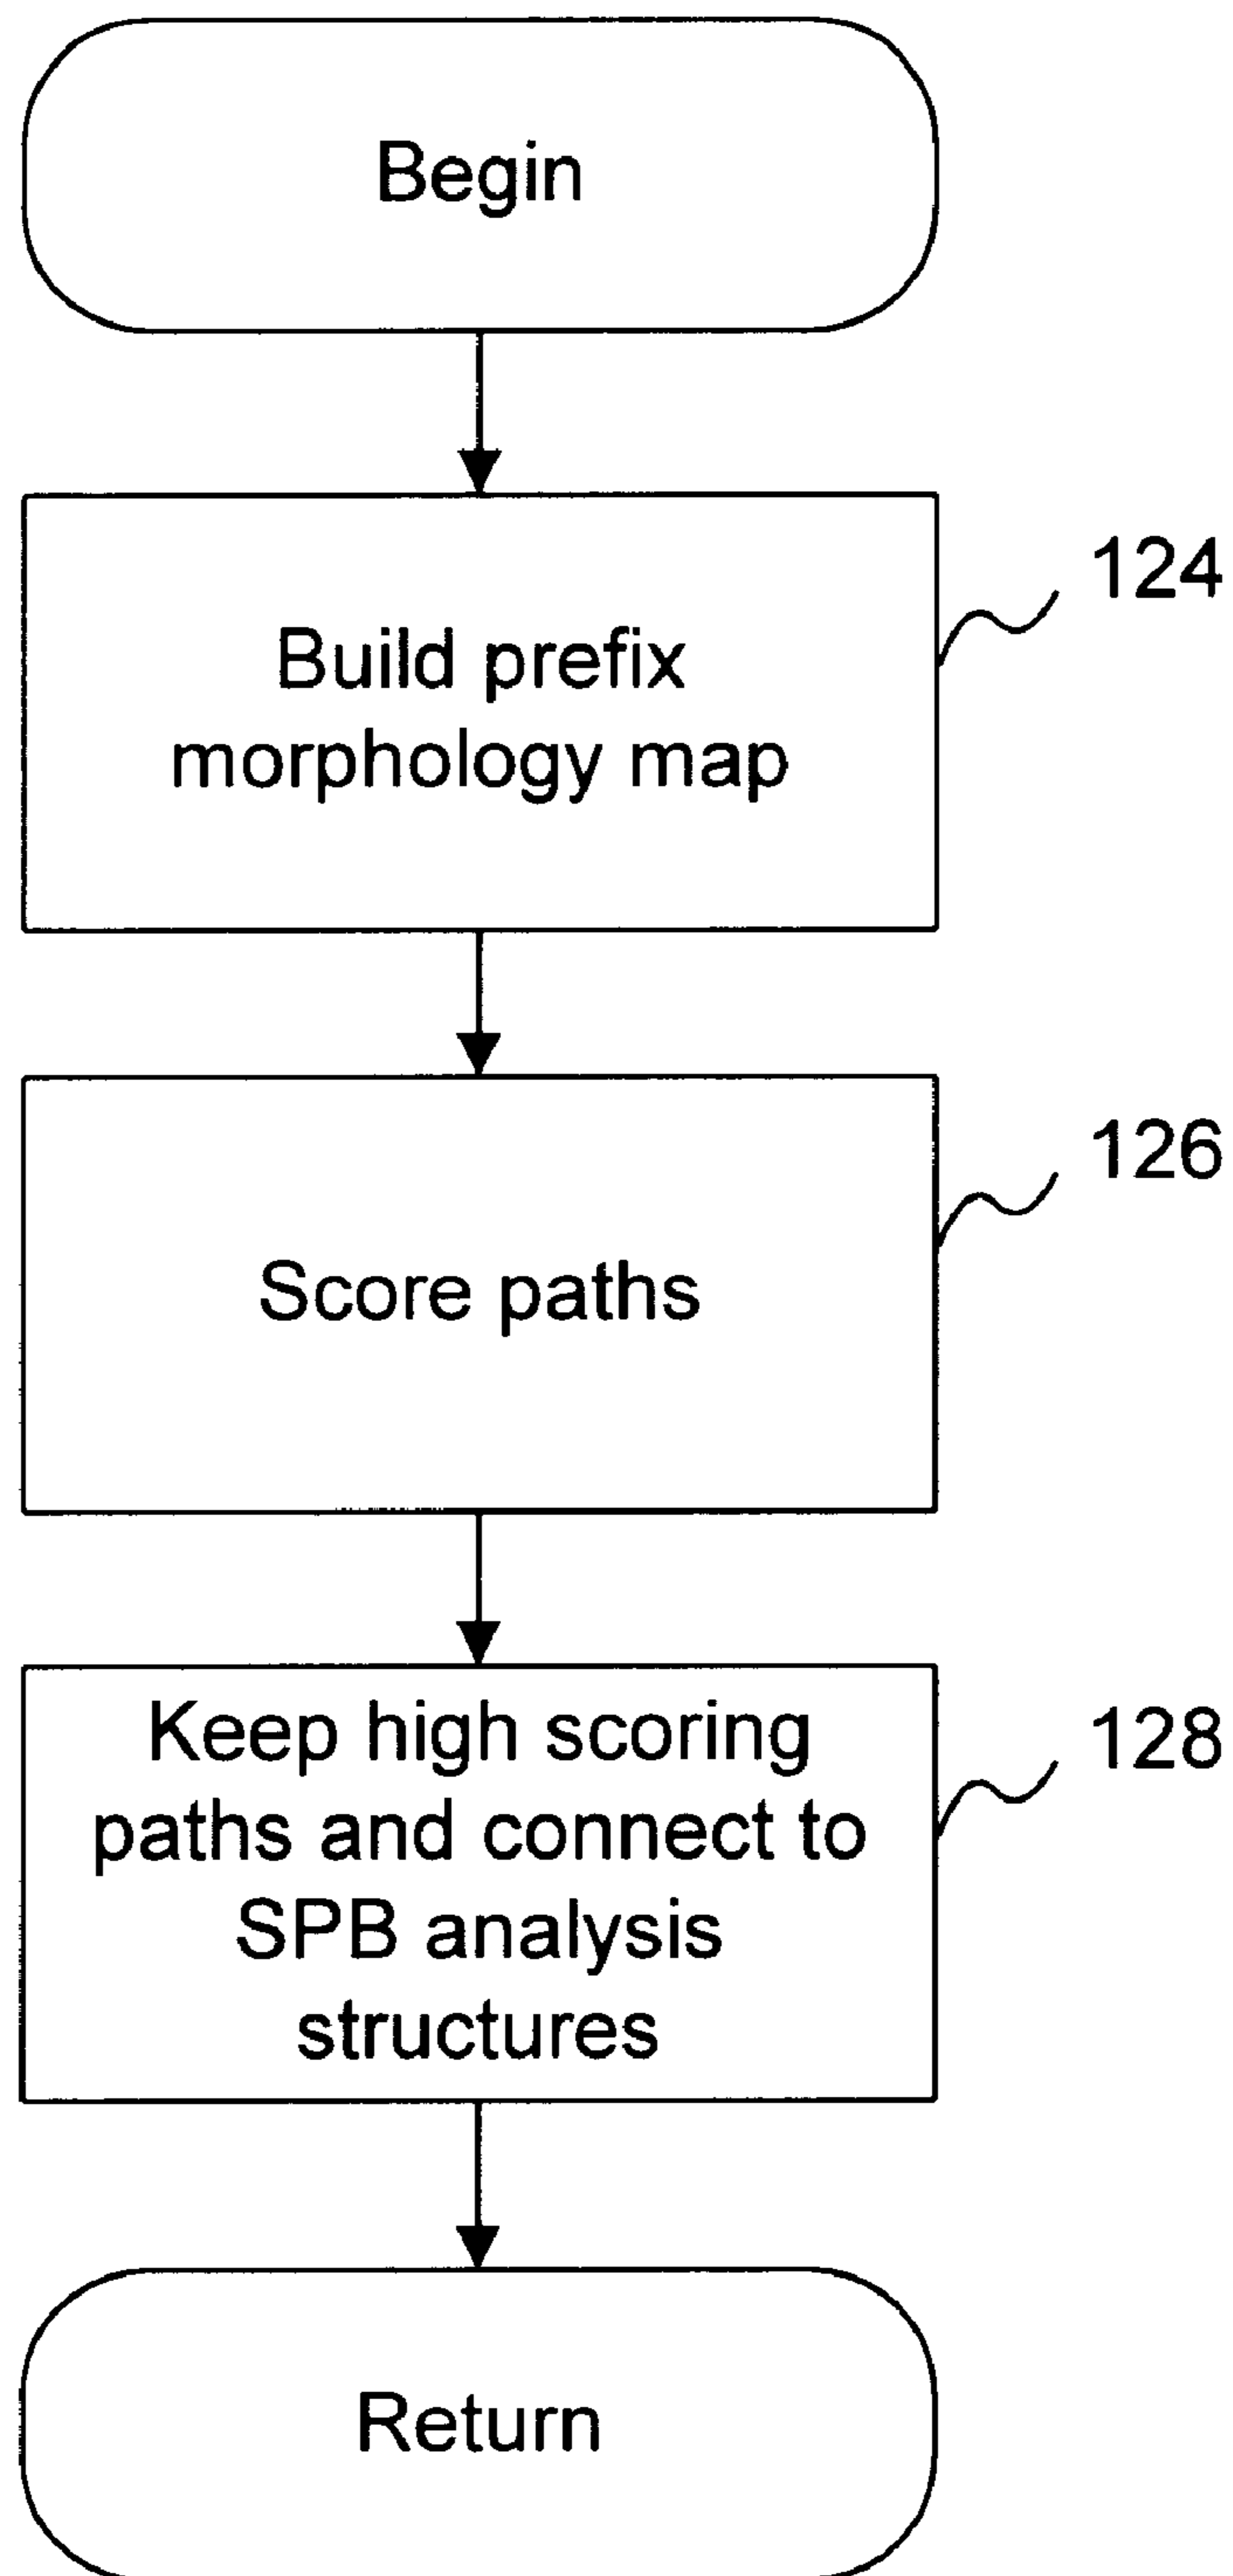 Begin
Build prefix
morphology map
124
Score paths
126
Keep high scoring
paths and connect to
SPB analysis
structures
128
Return